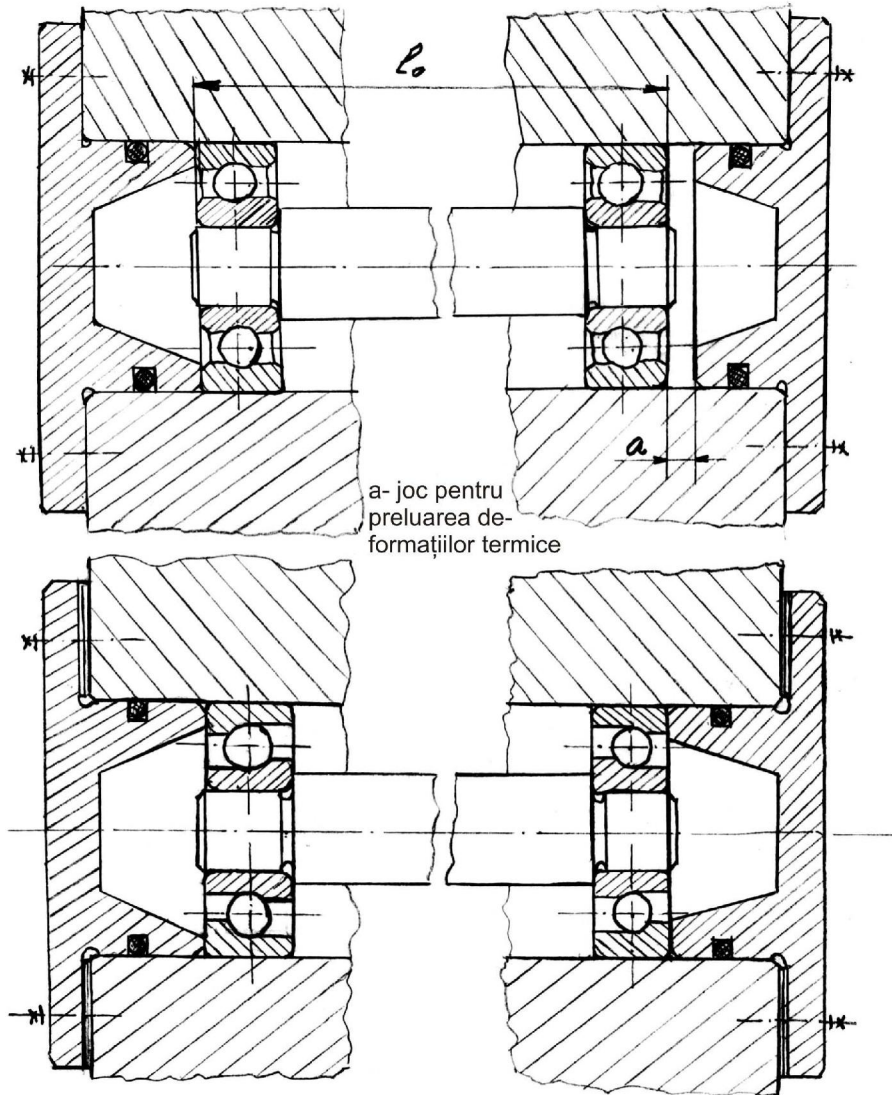 l₀
a
a- joc pentru
preluarea de-
formațiilor termice